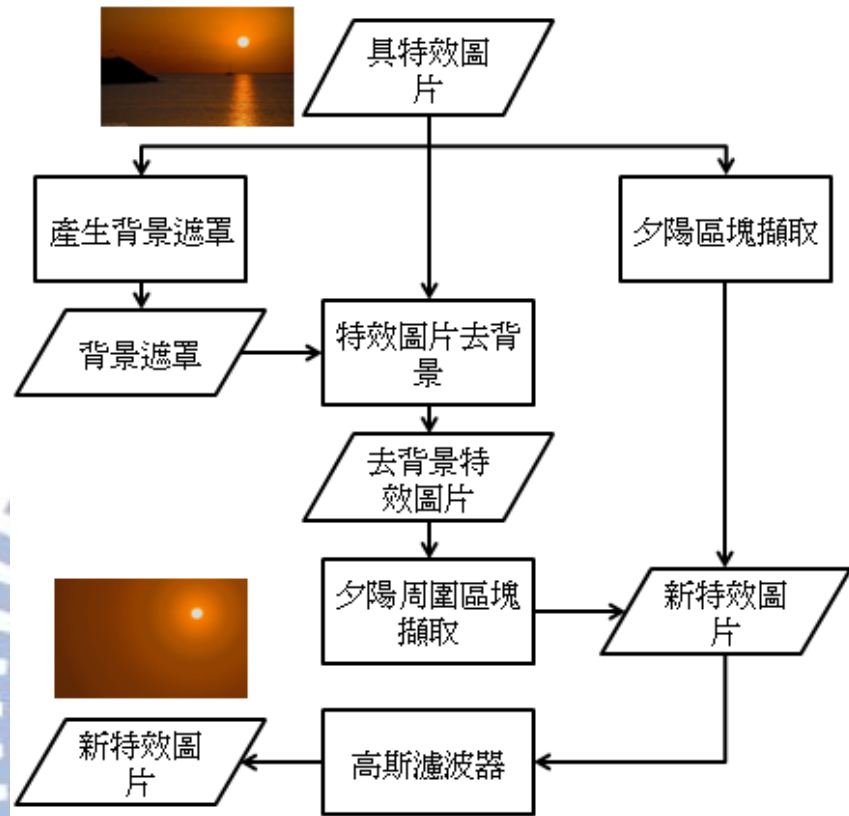 具特效圖
片
產生背景遮罩
夕陽區塊擷取
背景遮罩
特效圖片去背
景
去背景特
效圖片
夕陽周圍區塊
擷取
新特效圖
片
新特效圖
片
高斯濾波器